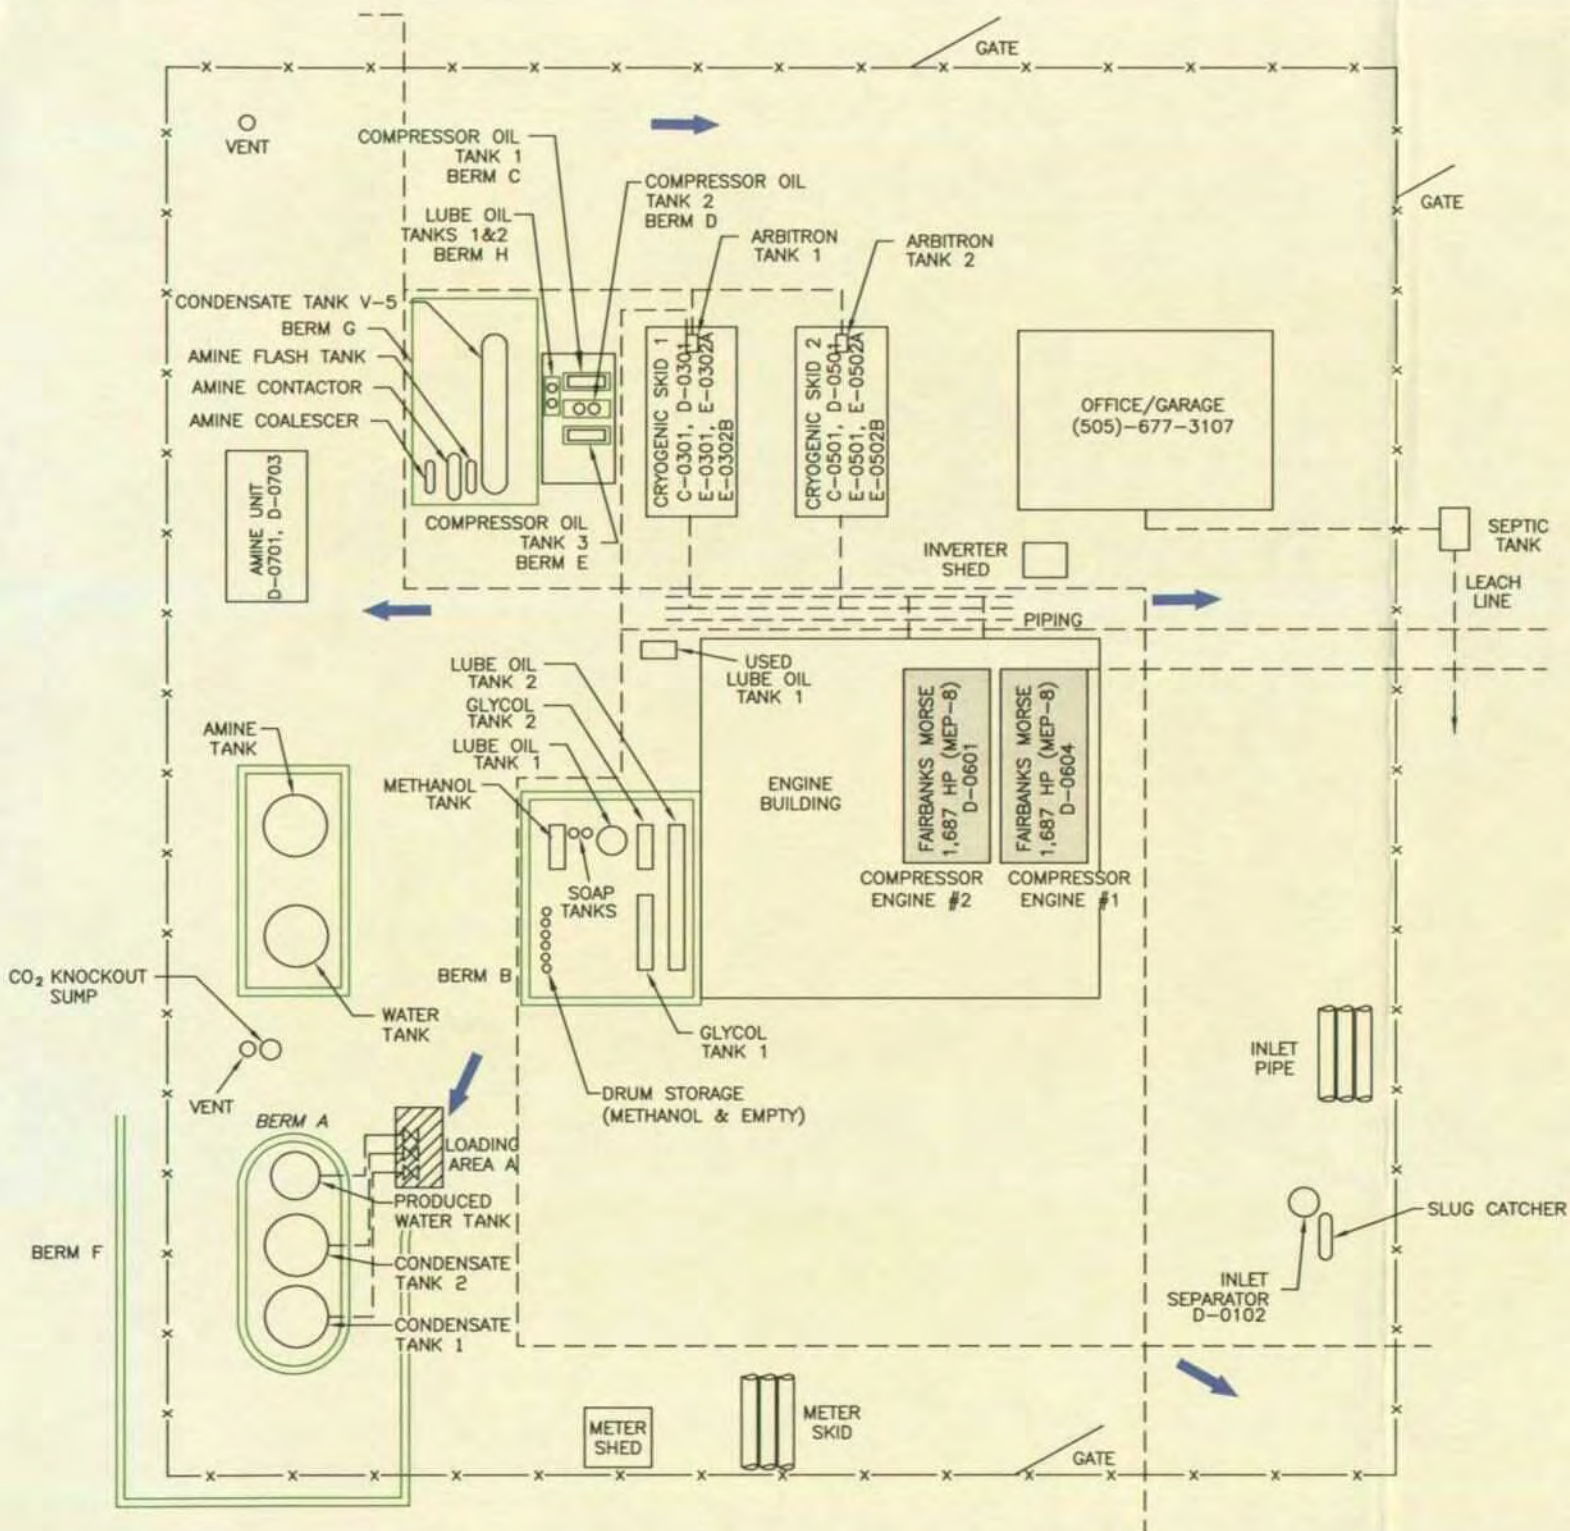 GATE
VENT
COMPRESSOR OIL
TANK 1
BERM C
COMPRESSOR OIL
TANK 2
BERM D
GATE
LUBE OIL
TANKS 1&2
BERM H
ARBITRON
TANK 1
ARBITRON
TANK 2
CONDENSATE TANK V-5
BERM G
AMINE FLASH TANK
AMINE CONTACTOR
AMINE COALESCER
CRYOGENIC SKID 1
C-0301, D-0301
E-0301, E-0302A
E-0302B
CRYOGENIC SKID 2
C-0501, D-0501
E-0501, E-0502A
E-0502B
OFFICE/GARAGE
(505)-677-3107
AMINE UNIT
D-0701, D-0703
COMPRESSOR OIL
TANK 3
BERM E
INVERTER
SHED
SEPTIC
TANK
LEACH
LINE
PIPING
USED
LUBE OIL
TANK 1
LUBE OIL
TANK 2
GLYCOL
TANK 2
LUBE OIL
TANK 1
METHANOL
TANK
AMINE
TANK
ENGINE
BUILDING
FAIRBANKS MORSE
1,687 HP (MEP-8)
D-0601
FAIRBANKS MORSE
1,687 HP (MEP-8)
D-0604
COMPRESSOR
ENGINE #2
COMPRESSOR
ENGINE #1
SOAP
TANKS
BERM B
CO₂ KNOCKOUT
SUMP
WATER
TANK
GLYCOL
TANK 1
INLET
PIPE
VENT
DRUM STORAGE
(METHANOL & EMPTY)
BERM A
LOADING
AREA A
PRODUCED
WATER TANK
SLUG CATCHER
BERM F
CONDENSATE
TANK 2
INLET
SEPARATOR
D-0102
CONDENSATE
TANK 1
METER
SHED
METER
SKID
GATE